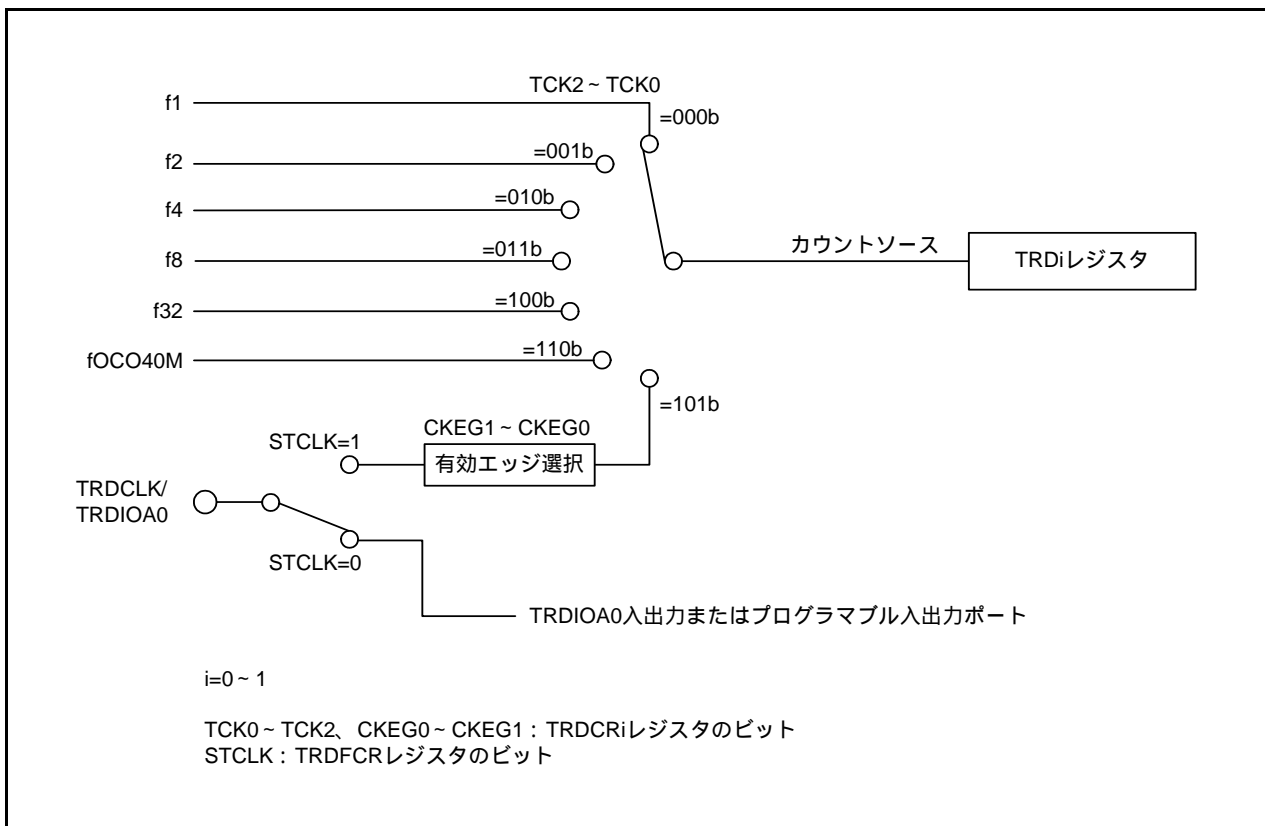 TCK2~TCK0
f1
=000b
f2
=001b
f4
=010b
f8
=011b
カウントソース
TRDiレジスタ
f32
=100b
fOCO40M
=110b
=101b
STCLK=1
CKEG1~CKEG0
有効エッジ選択
TRDCLK/
TRDIOA0
STCLK=0
TRDIOA0入出力またはプログラマブル入出力ポート
i=0~1
TCK0~TCK2、CKEG0~CKEG1:TRDCRiレジスタのビット
STCLK:TRDFCRレジスタのビット